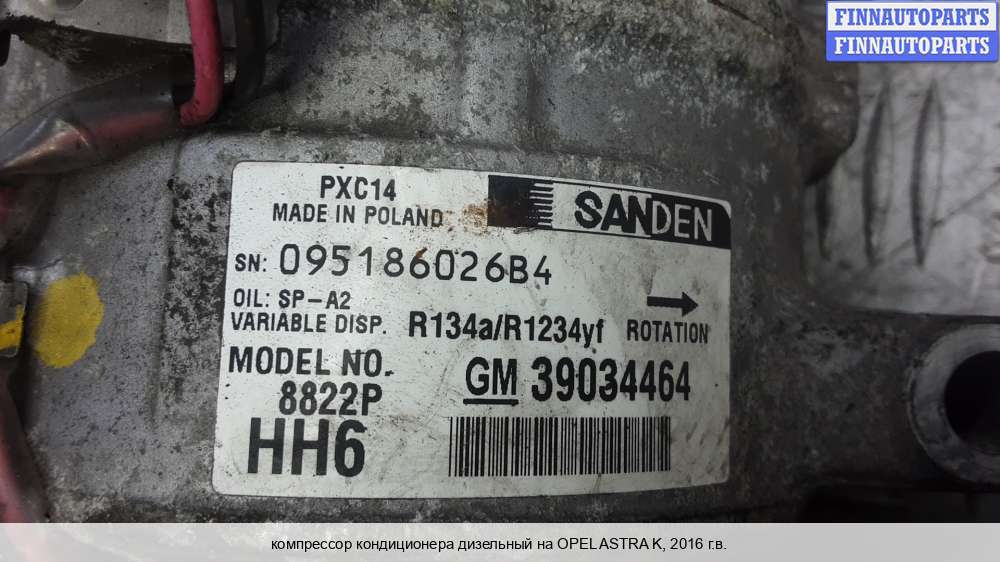 FINNAUTOPARTS
FINNAUTOPARTS
PXC14
MADE IN POLAND
SANDEN
SN: 095186026B4
OIL: SP-A2
VARIABLE DISP. R134a/R1234yf ROTATION
MODEL NO. GM 39034464
8822P
HH6
компрессор кондиционера дизельный на OPEL ASTRA K, 2016 г.в.